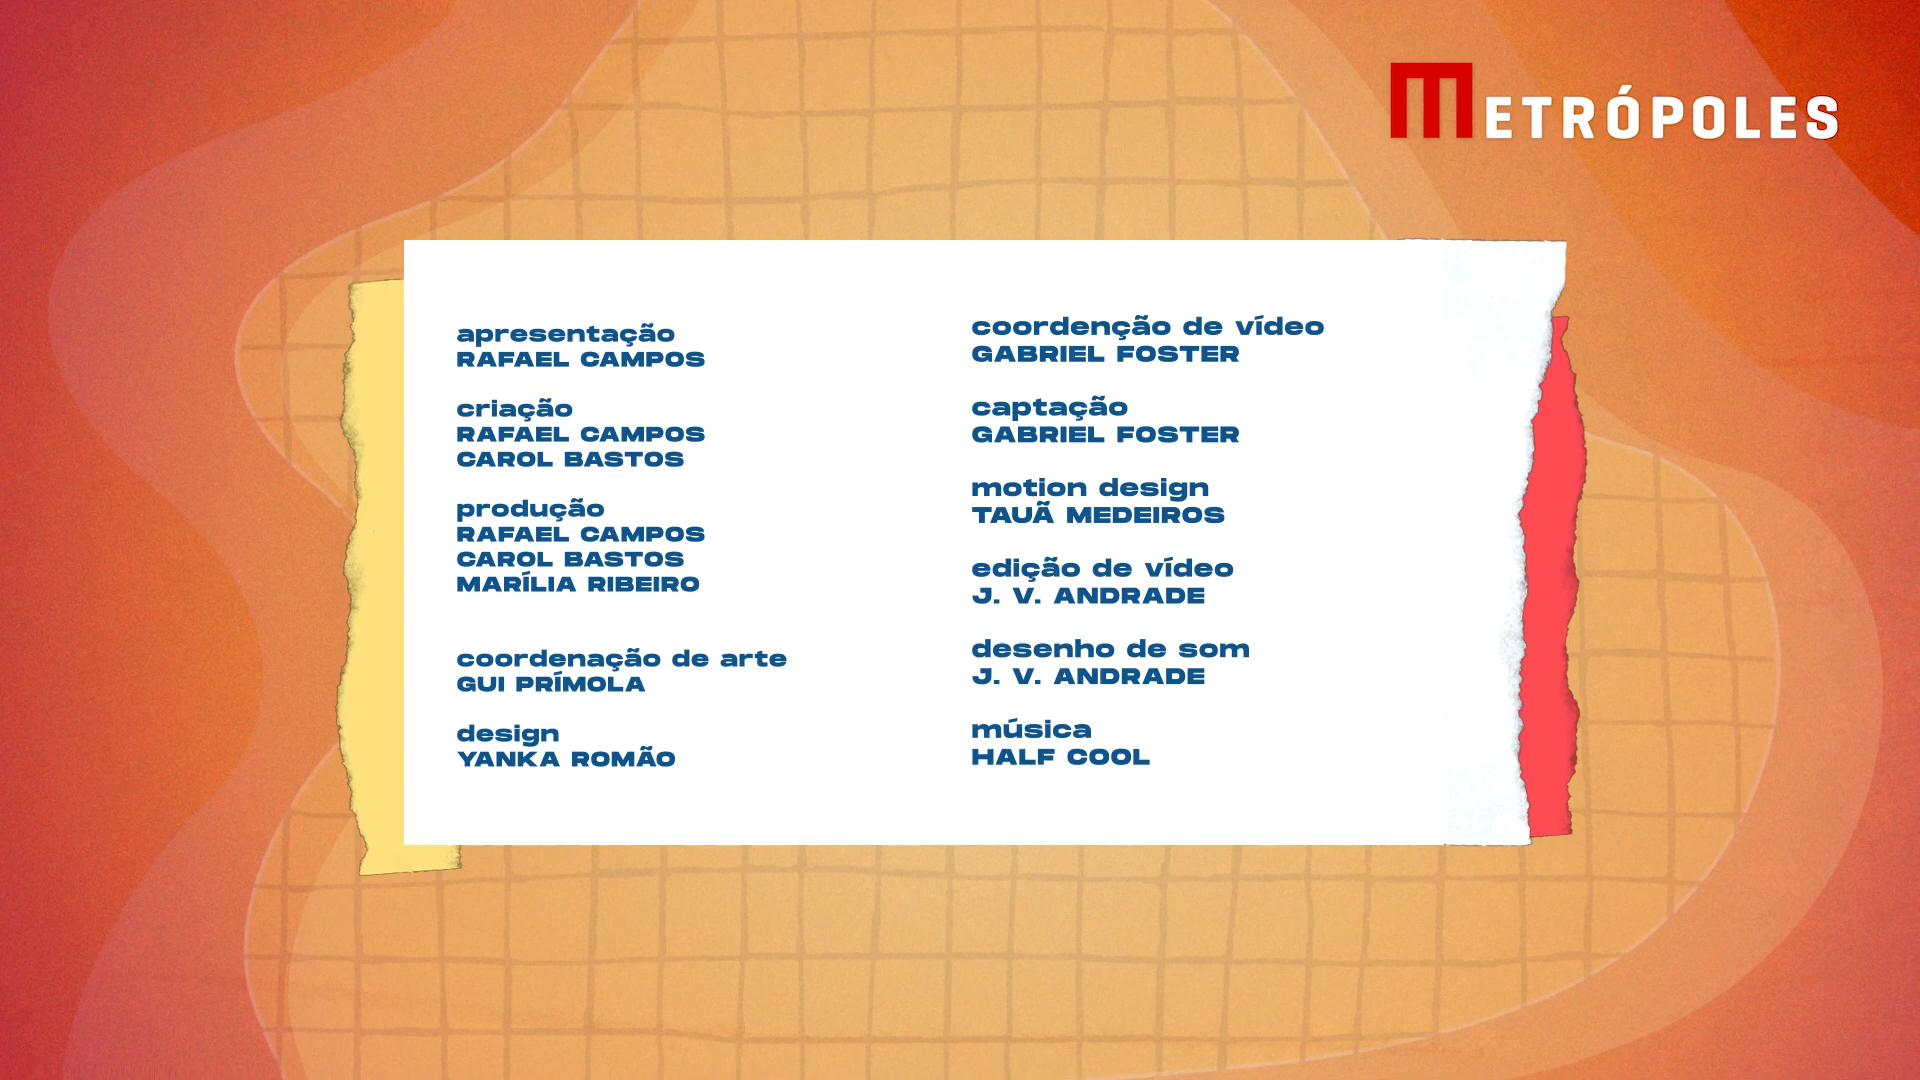 METRÓPOLES
apresentação
RAFAEL CAMPOS
criação
RAFAEL CAMPOS
CAROL BASTOS
produção
RAFAEL CAMPOS
CAROL BASTOS
MARÍLIA RIBEIRO
coordenação de arte
GUI PRÍMOLA
design
YANKA ROMÃO
coordenção de vídeo
GABRIEL FOSTER
captação
GABRIEL FOSTER
motion design
TAUÃ MEDEIROS
edição de vídeo
J. V. ANDRADE
desenho de som
J. V. ANDRADE
música
HALF COOL